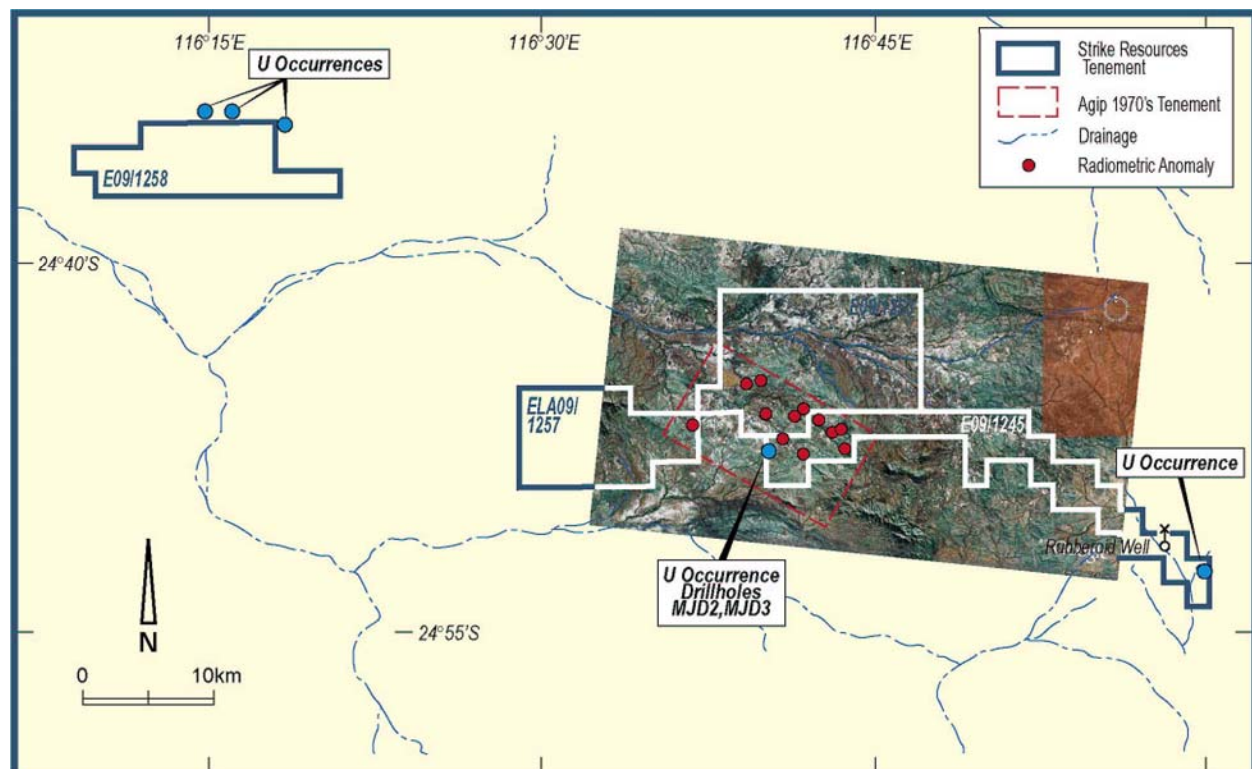 116°15'E
116°30'E
116°45'E
U Occurrences
Strike Resources
Tenement
Agip 1970's Tenement
Drainage
Radiometric Anomaly
E09/1258
24°40'S
ELA09/
1257
E09/1245
U Occurrence
Rubberoid Well
U Occurrence
Drillholes
MJD2,MJD3
24°55'S
N
0
10km